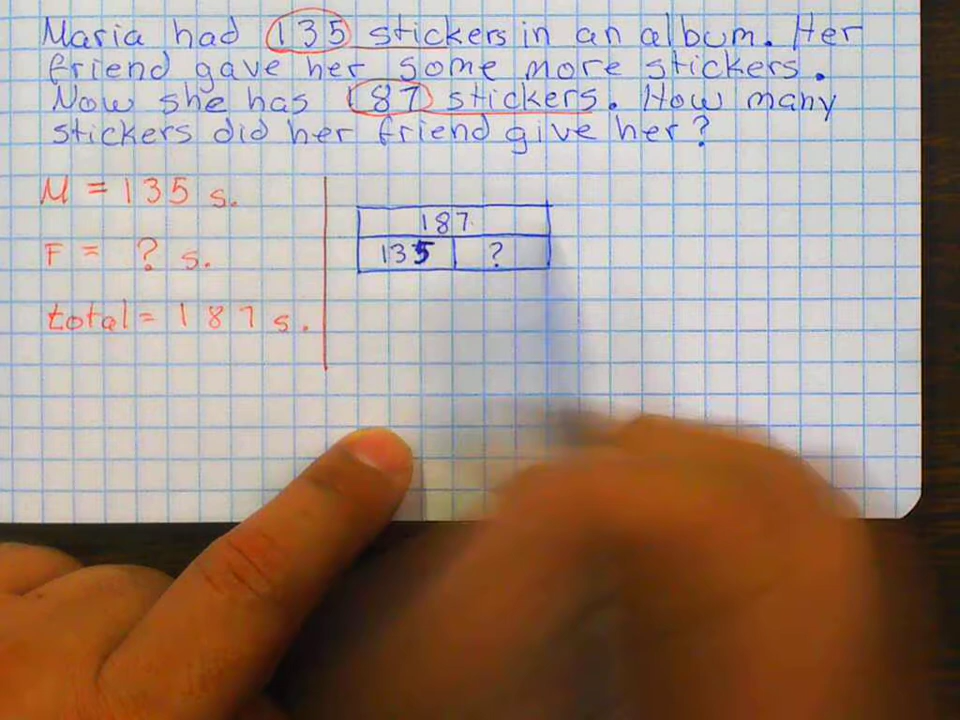 Maria had 135 stickers in an album. Her
friend gave her some more stickers.
Now she has 187 stickers. How many
stickers did her friend give her?
M = 135 s.
F = ? s.
total = 187 s.
187
135 ?